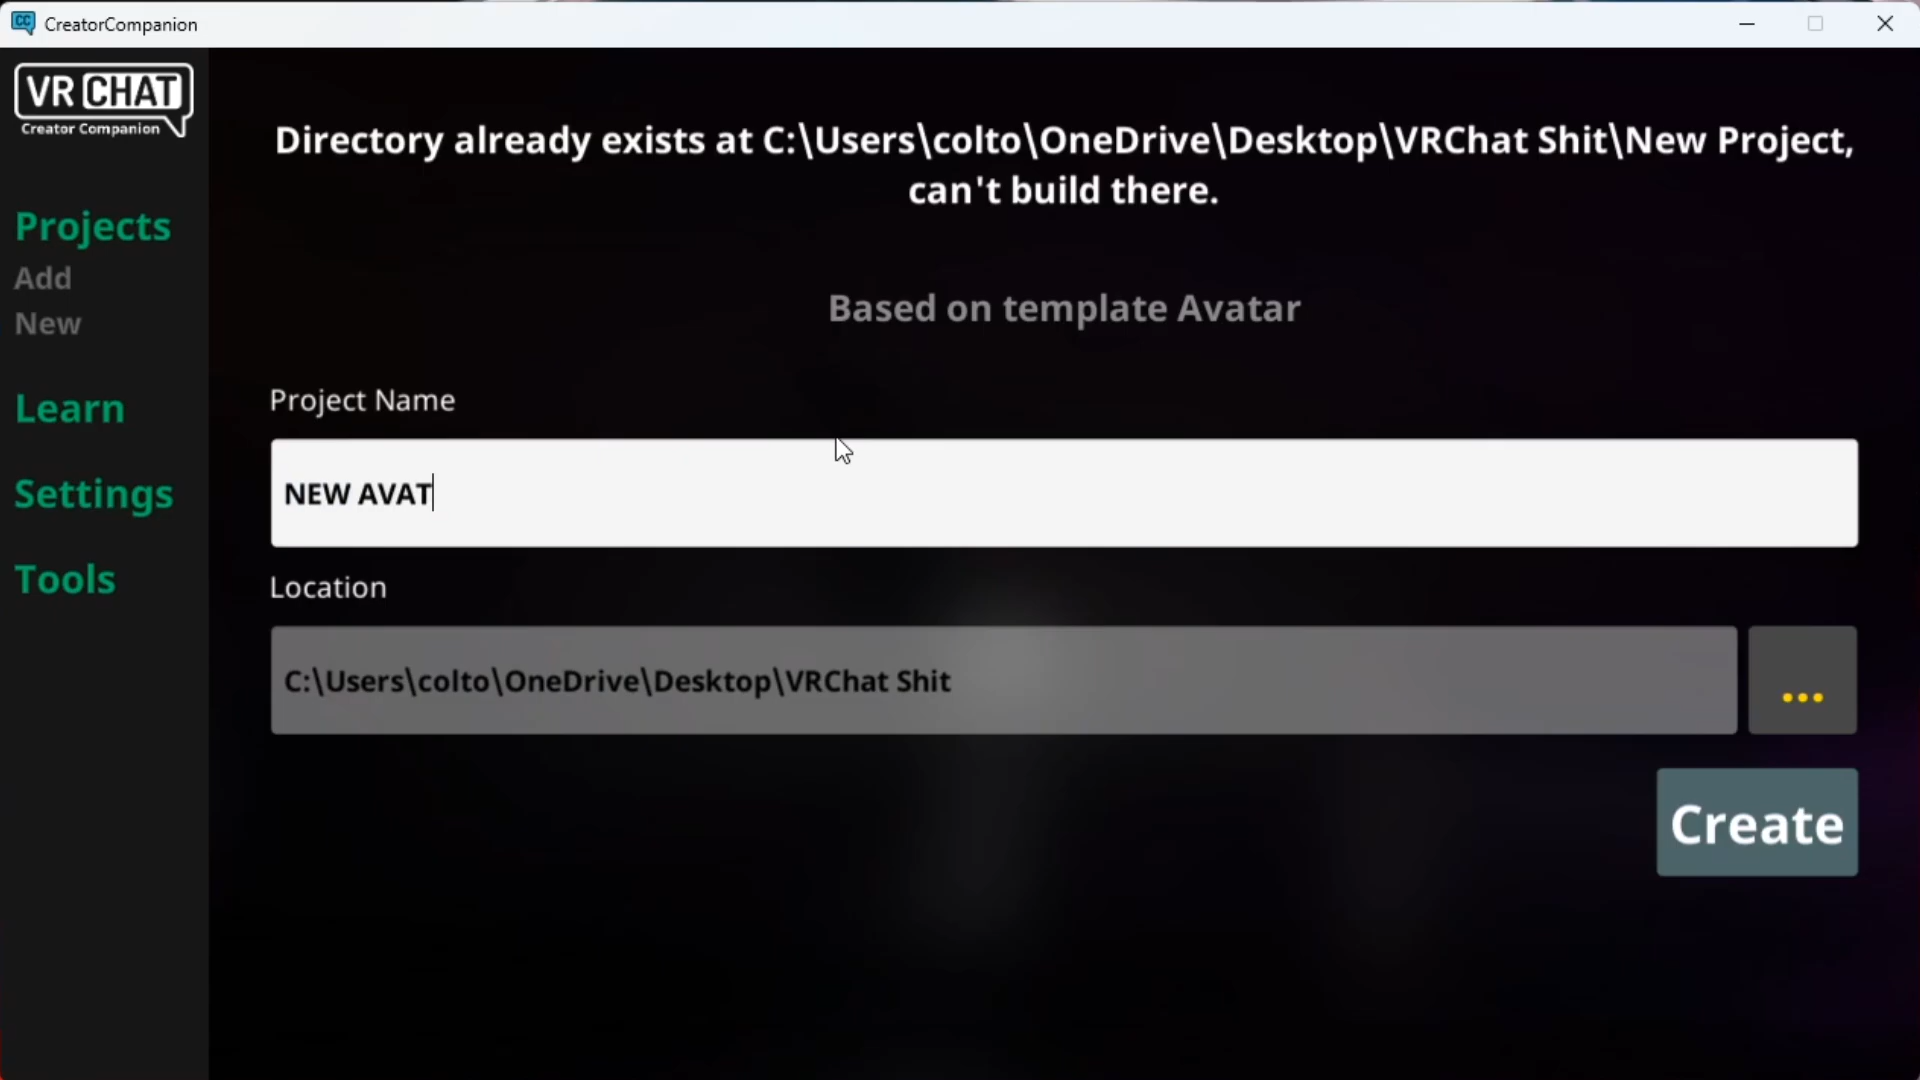 CC CreatorCompanion
VRCHAT
Creator Companion
Projects
Add
New
Learn
Settings
Tools
Directory already exists at C:\Users\colto\OneDrive\Desktop\VRChat Shit\New Project,
can't build there.
Based on template Avatar
Project Name
NEW AVAT
Location
C:\Users\colto\OneDrive\Desktop\VRChat Shit
...
Create